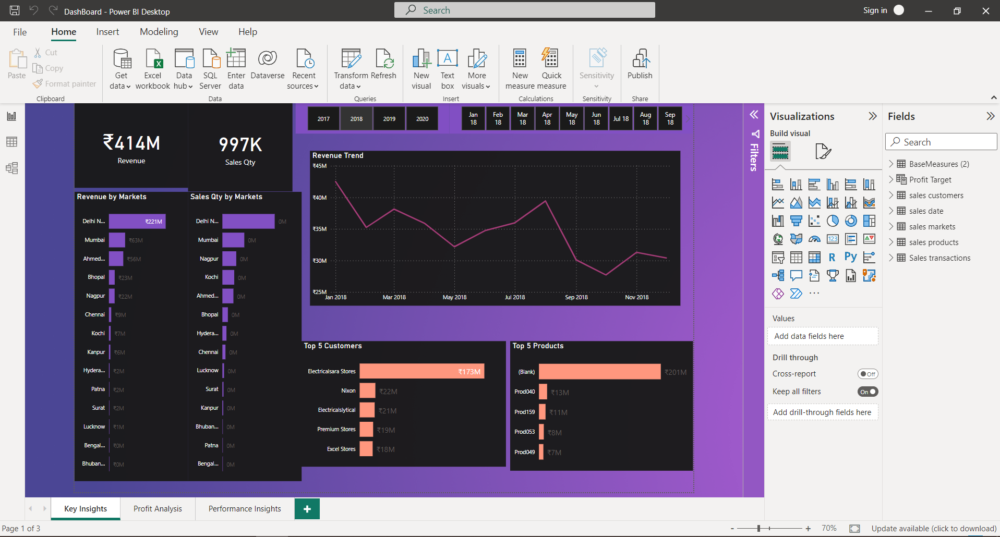 DashBoard - Power BI Desktop
Search
Sign in
File
Home
Insert
Modeling
View
Help
Paste
Cut
Copy
Format painter
Clipboard
Get data
Excel workbook
Data hub
SQL Server
Enter data
Dataverse
Recent sources
Data
Transform data
Refresh
Queries
New visual
Text box
A
More visuals
Insert
New measure
Quick measure
Calculations
Sensitivity
Sensitivity
Publish
Share
₹414M
Revenue
997K
Sales Qty
2017
2018
2019
2020
Jan 18
Feb 18
Mar 18
Apr 18
May 18
Jun 18
Jul 18
Aug 18
Sep 18
Revenue Trend
₹45M
₹40M
₹35M
₹30M
₹25M
Jan 2018
Mar 2018
May 2018
Jul 2018
Sep 2018
Nov 2018
Revenue by Markets
Delhi N... ₹221M
Mumbai ₹63M
Ahmed... ₹56M
Bhopal ₹23M
Nagpur ₹22M
Chennai ₹9M
Kochi ₹7M
Kanpur ₹6M
Hydera... ₹2M
Patna ₹2M
Surat ₹2M
Lucknow ₹1M
Bengal... ₹0M
Bhuban... ₹0M
Sales Qty by Markets
Delhi N... 0M
Mumbai 0M
Nagpur 0M
Kochi 0M
Ahmed... 0M
Bhopal 0M
Hydera... 0M
Chennai 0M
Lucknow 0M
Surat 0M
Kanpur 0M
Bhuban... 0M
Patna 0M
Bengal... 0M
Top 5 Customers
Electricalsara Stores ₹173M
Nixon ₹22M
Electricalslytical ₹21M
Premium Stores ₹19M
Excel Stores ₹18M
Top 5 Products
(Blank) ₹201M
Prod040 ₹13M
Prod159 ₹11M
Prod053 ₹8M
Prod049 ₹7M
Filters
Visualizations
Build visual
123
R
Py
...
Values
Add data fields here
Drill through
Cross-report
Off
Keep all filters
On
Add drill-through fields here
Fields
Search
BaseMeasures (2)
Profit Target
sales customers
sales date
sales markets
sales products
Sales transactions
Key Insights
Profit Analysis
Performance Insights
+
Page 1 of 3
- + 70%
Update available (click to download)